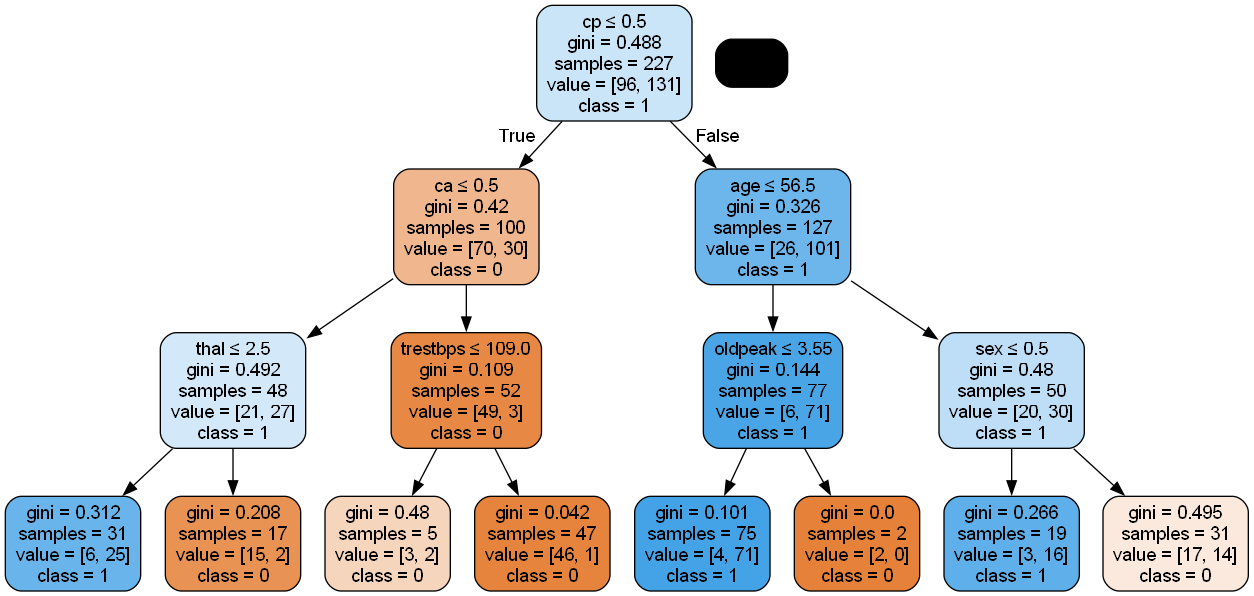 cp ≤ 0.5
gini = 0.488
samples = 227
value = [96, 131]
class = 1
True
False
ca ≤ 0.5
gini = 0.42
samples = 100
value = [70, 30]
class = 0
age ≤ 56.5
gini = 0.326
samples = 127
value = [26, 101]
class = 1
thal ≤ 2.5
gini = 0.492
samples = 48
value = [21, 27]
class = 1
trestbps ≤ 109.0
gini = 0.109
samples = 52
value = [49, 3]
class = 0
oldpeak ≤ 3.55
gini = 0.144
samples = 77
value = [6, 71]
class = 1
sex ≤ 0.5
gini = 0.48
samples = 50
value = [20, 30]
class = 1
gini = 0.312
samples = 31
value = [6, 25]
class = 1
gini = 0.208
samples = 17
value = [15, 2]
class = 0
gini = 0.48
samples = 5
value = [3, 2]
class = 0
gini = 0.042
samples = 47
value = [46, 1]
class = 0
gini = 0.101
samples = 75
value = [4, 71]
class = 1
gini = 0.0
samples = 2
value = [2, 0]
class = 0
gini = 0.266
samples = 19
value = [3, 16]
class = 1
gini = 0.495
samples = 31
value = [17, 14]
class = 0